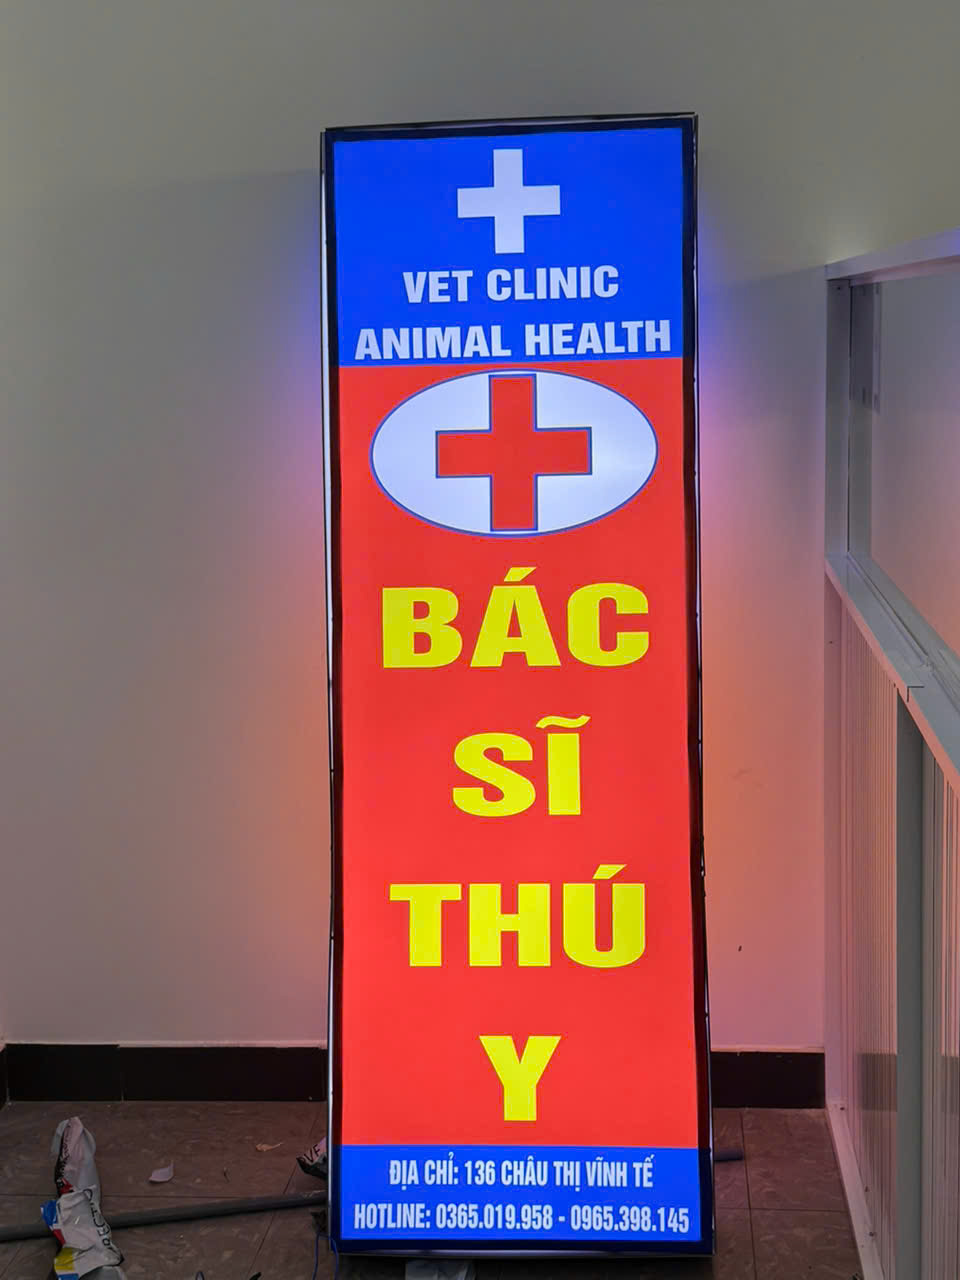 VET CLINIC
ANIMAL HEALTH
BÁC
SĨ
THÚ
Y
ĐỊA CHỈ: 136 CHÂU THỊ VĨNH TẾ
HOTLINE: 0365.019.958 - 0965.398.145